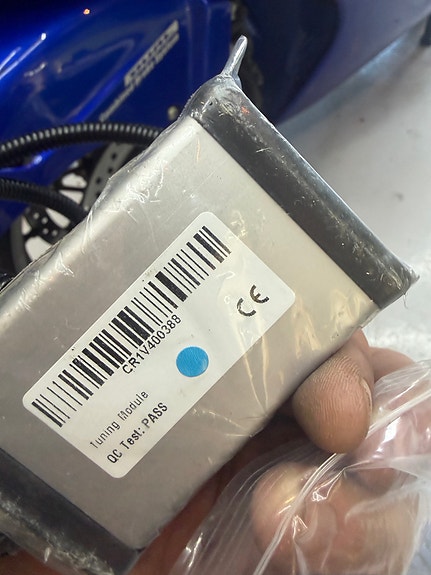 CR1V400388
CE
Tuning Module
QC Test: PASS